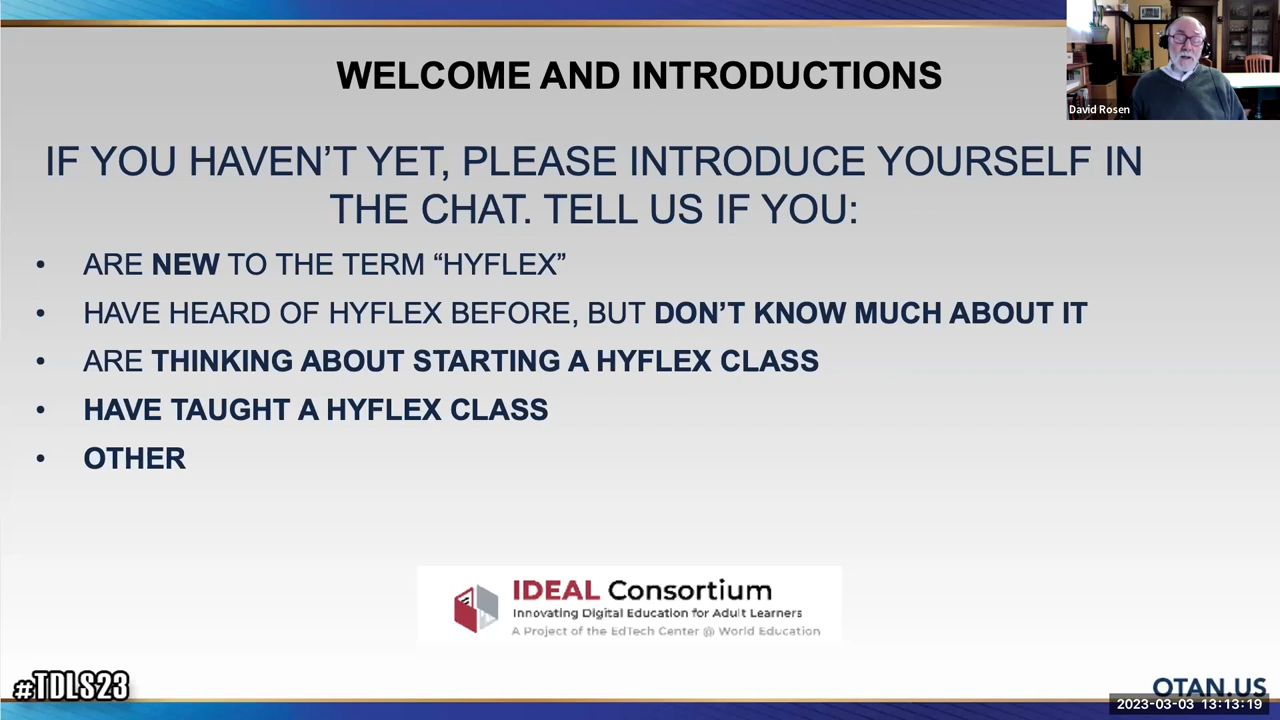 WELCOME AND INTRODUCTIONS
David Rosen
IF YOU HAVEN’T YET, PLEASE INTRODUCE YOURSELF IN
THE CHAT. TELL US IF YOU:
• ARE NEW TO THE TERM “HYFLEX”
• HAVE HEARD OF HYFLEX BEFORE, BUT DON’T KNOW MUCH ABOUT IT
• ARE THINKING ABOUT STARTING A HYFLEX CLASS
• HAVE TAUGHT A HYFLEX CLASS
• OTHER
IDEAL Consortium
Innovating Digital Education for Adult Learners
A Project of the EdTech Center @ World Education
#TDLS23
OTAN.US
2023-03-03 13:13:19